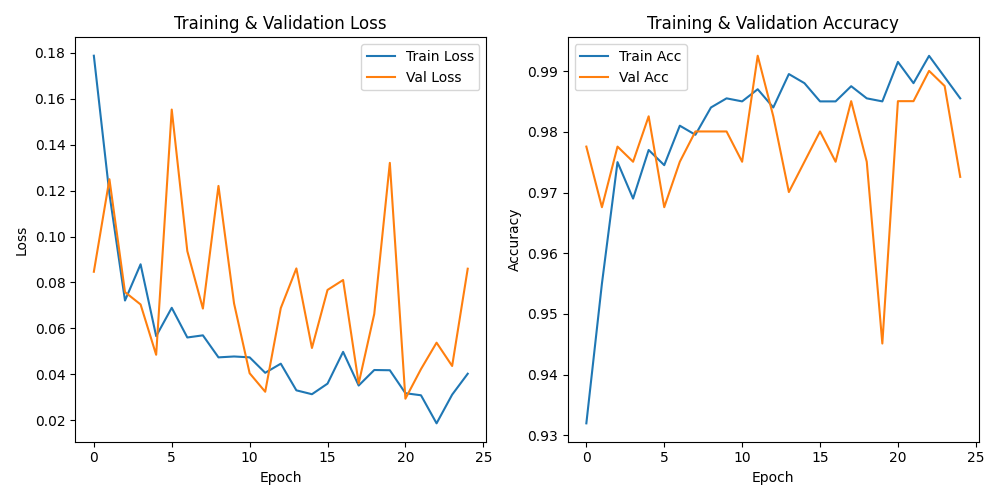 Training & Validation Loss
0.18
0.16
0.14
0.12
0.10
0.08
0.06
0.04
0.02
Loss
Train Loss
Val Loss
0 5 10 15 20 25
Epoch
Training & Validation Accuracy
0.99
0.98
0.97
0.96
0.95
0.94
0.93
Accuracy
Train Acc
Val Acc
0 5 10 15 20 25
Epoch